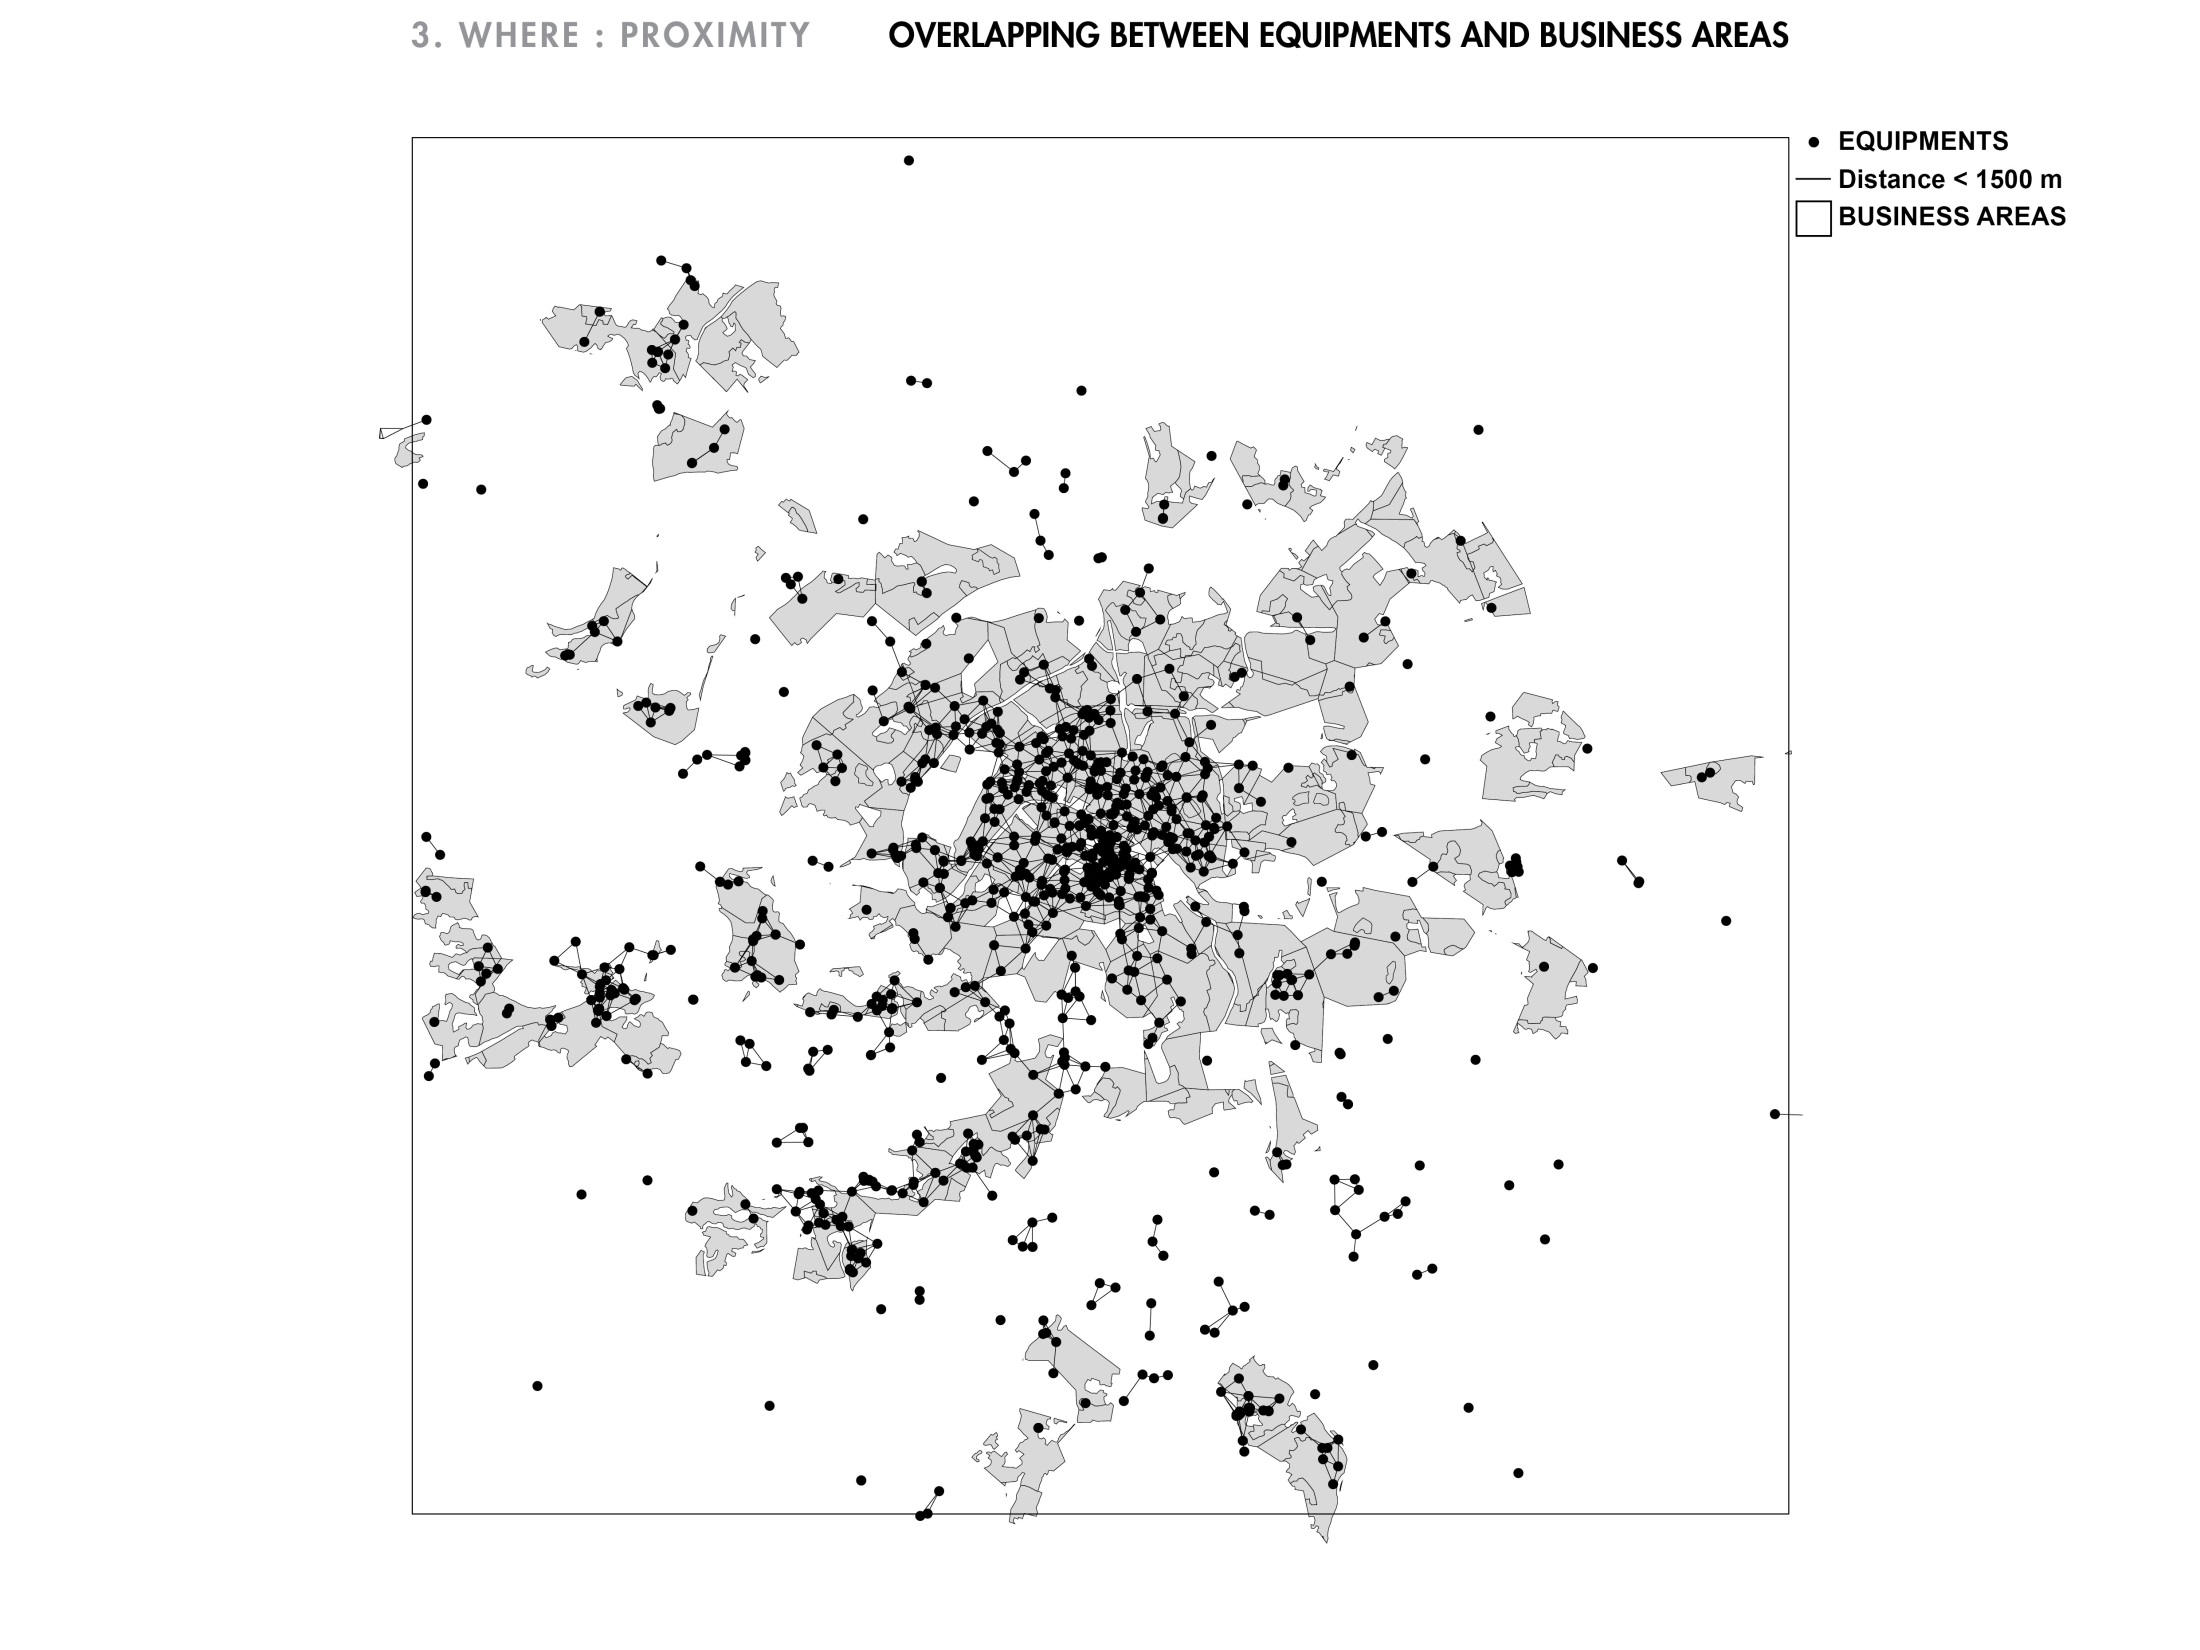 3. WHERE : PROXIMITY OVERLAPPING BETWEEN EQUIPMENTS AND BUSINESS AREAS
EQUIPMENTS
Distance < 1500 m
BUSINESS AREAS